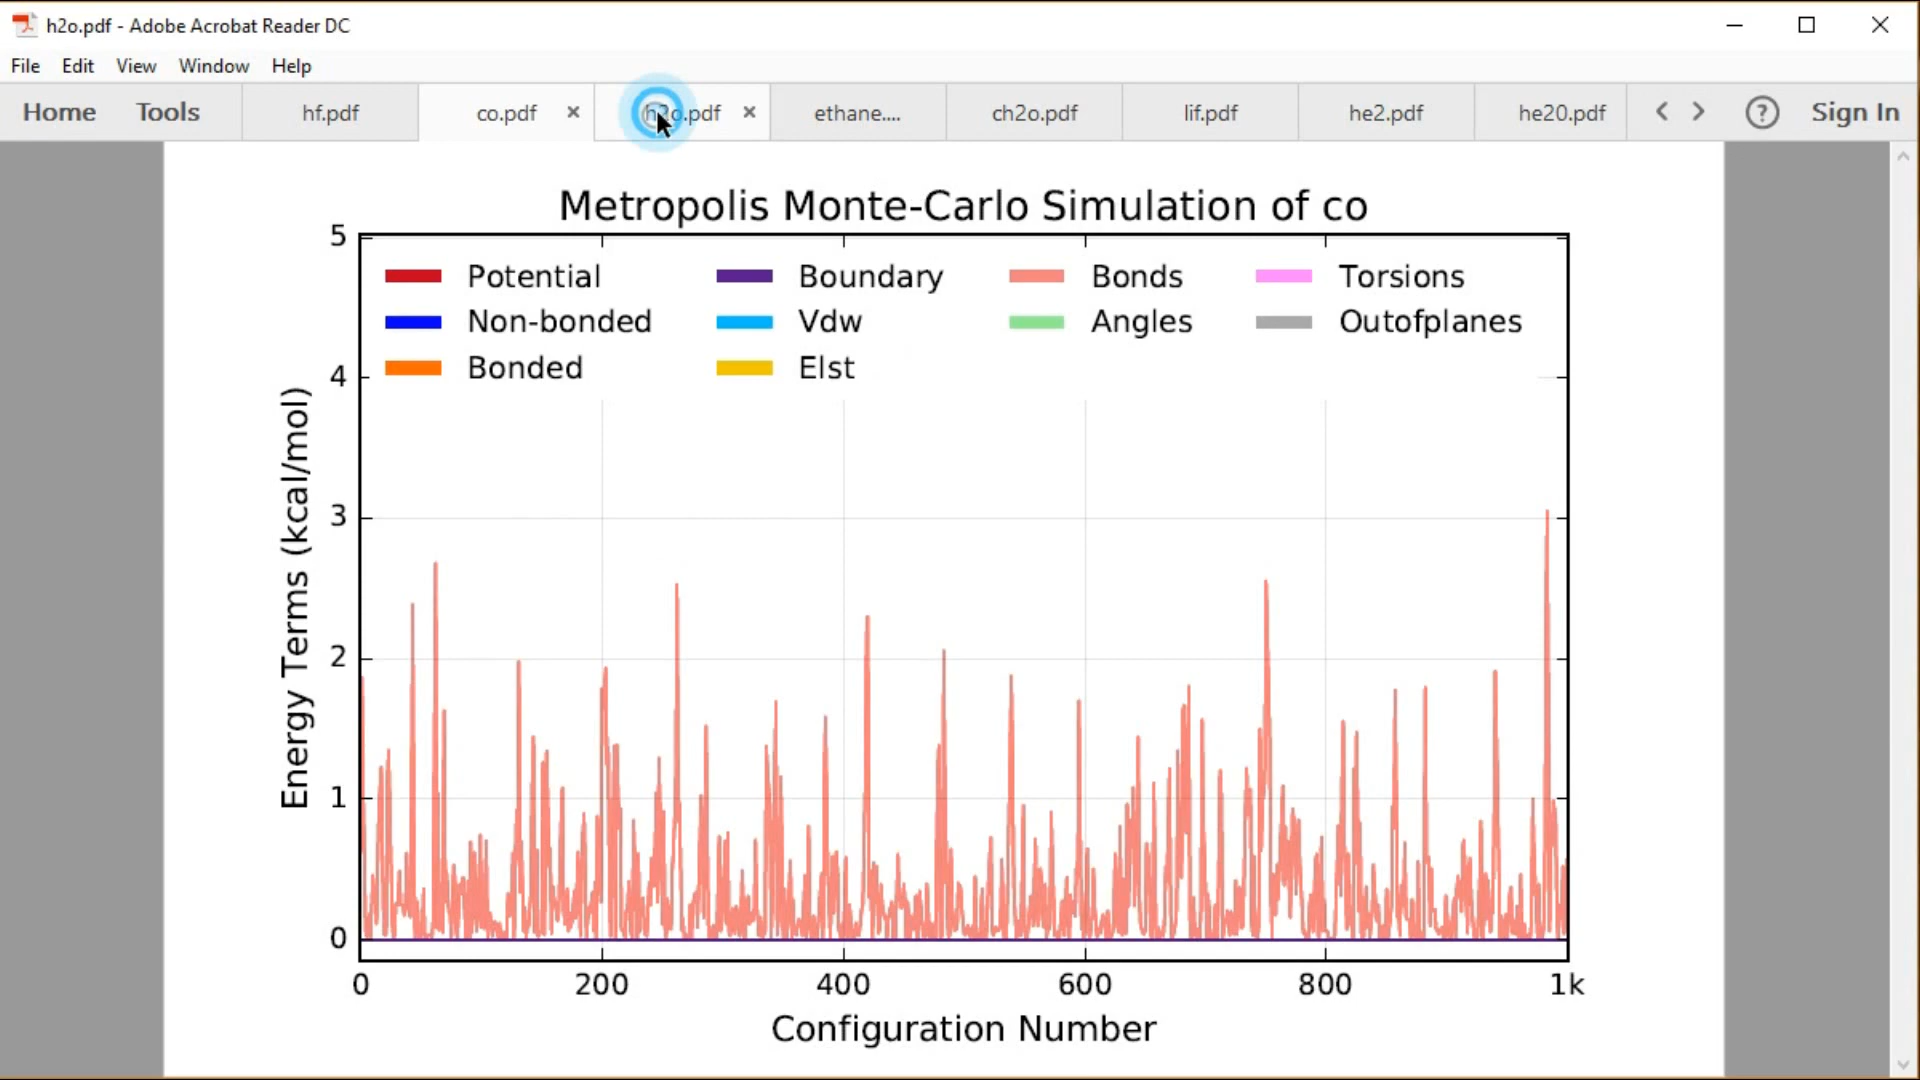 h2o.pdf - Adobe Acrobat Reader DC
File Edit View Window Help
Home Tools hf.pdf co.pdf h2o.pdf ethane.... ch2o.pdf lif.pdf he2.pdf he20.pdf Sign In
Metropolis Monte-Carlo Simulation of co
Potential Boundary Bonds Torsions
Non-bonded Vdw Angles Outofplanes
Bonded Elst
Energy Terms (kcal/mol)
5
4
3
2
1
0
0 200 400 600 800 1k
Configuration Number